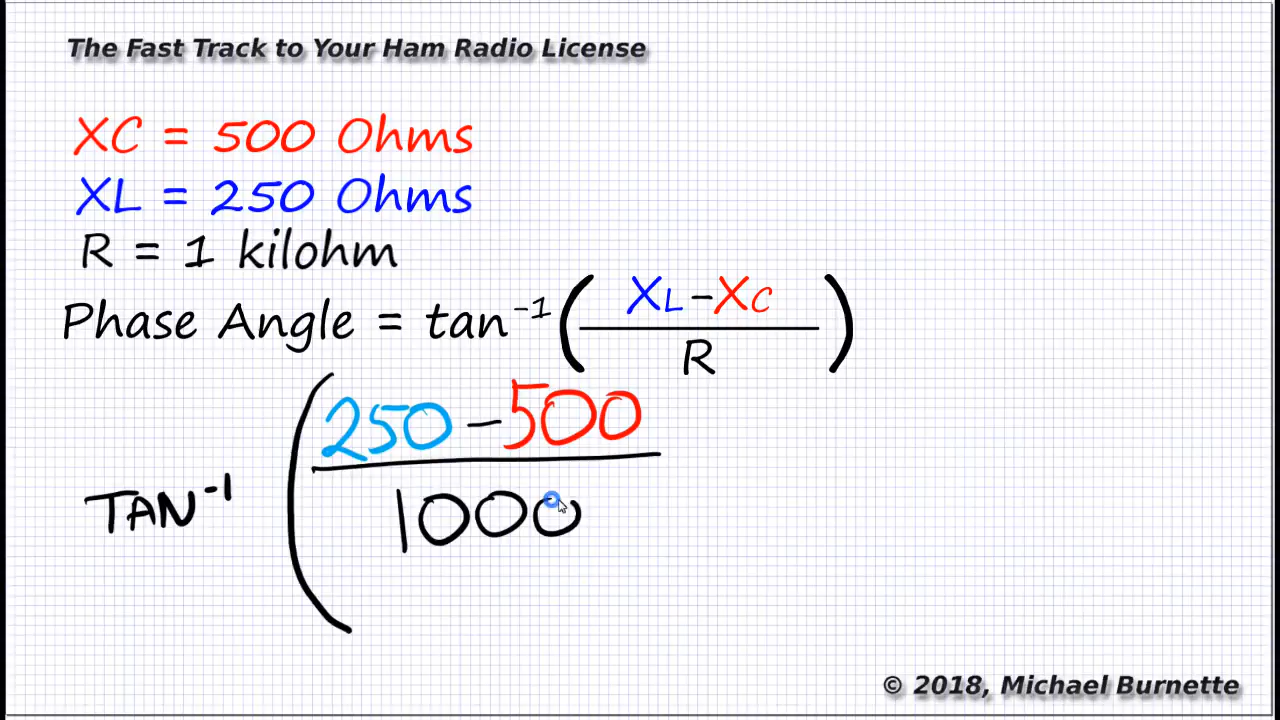 The Fast Track to Your Ham Radio License
XC = 500 Ohms
XL = 250 Ohms
R = 1 kilohm
Phase Angle = tan⁻¹ (XL–XC / R)
TAN⁻¹ (250 – 500 / 1000
© 2018, Michael Burnette